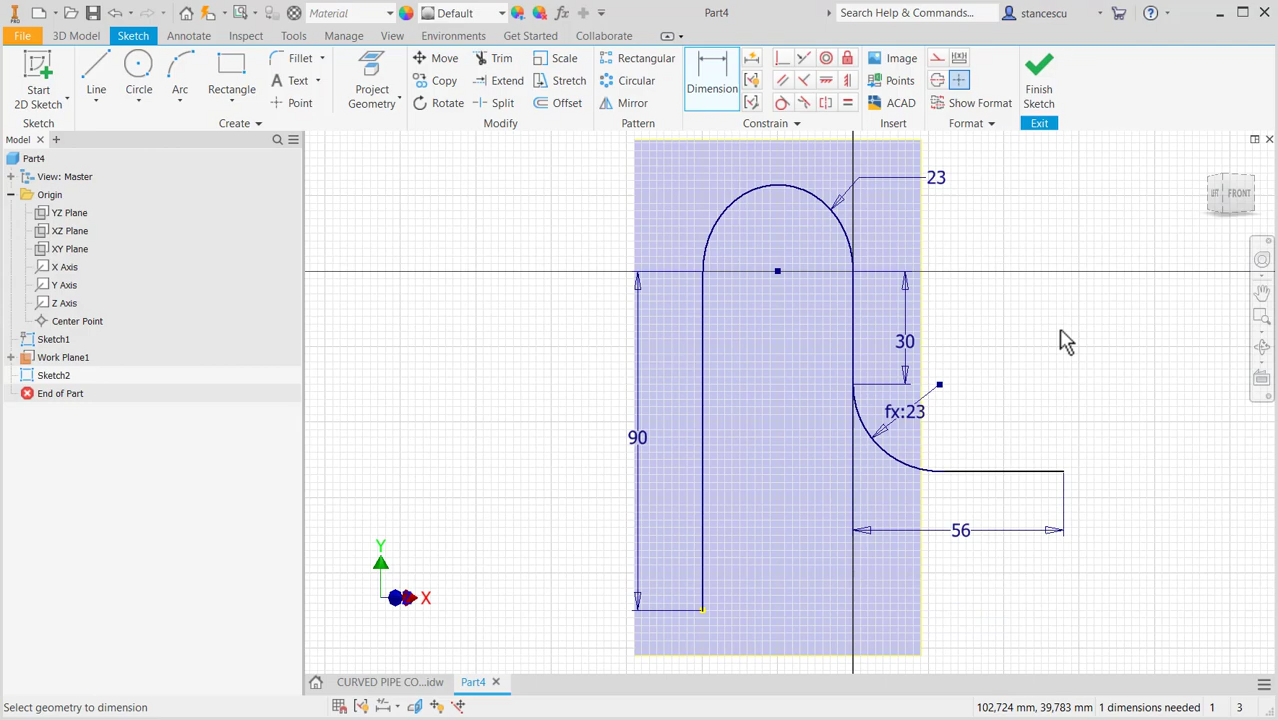 PRO Material Default fx Part4 Search Help & Commands... stancescu
File 3D Model Sketch Annotate Inspect Tools Manage View Environments Get Started Collaborate
Start 2D Sketch
Line
Circle
Arc
Rectangle
Fillet
Text
Point
Project Geometry
Move Trim Scale
Copy Extend Stretch
Rotate Split Offset
Rectangular
Circular
Mirror
Dimension
Image
Points
ACAD
Show Format
Finish Sketch
Sketch Create Modify Pattern Constrain Insert Format Exit
Model
Part4
View: Master
Origin
YZ Plane
XZ Plane
XY Plane
X Axis
Y Axis
Z Axis
Center Point
Sketch1
Work Plane1
Sketch2
End of Part
23
FRONT
30
fx:23
90
56
Y
X
CURVED PIPE CO...idw Part4
Select geometry to dimension 102,724 mm, 39,783 mm 1 dimensions needed 1 3